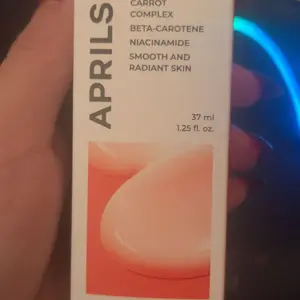 APRILS
CARROT
COMPLEX
BETA-CAROTENE
NIACINAMIDE
SMOOTH AND
RADIANT SKIN
37 ml
1.25 fl. oz.